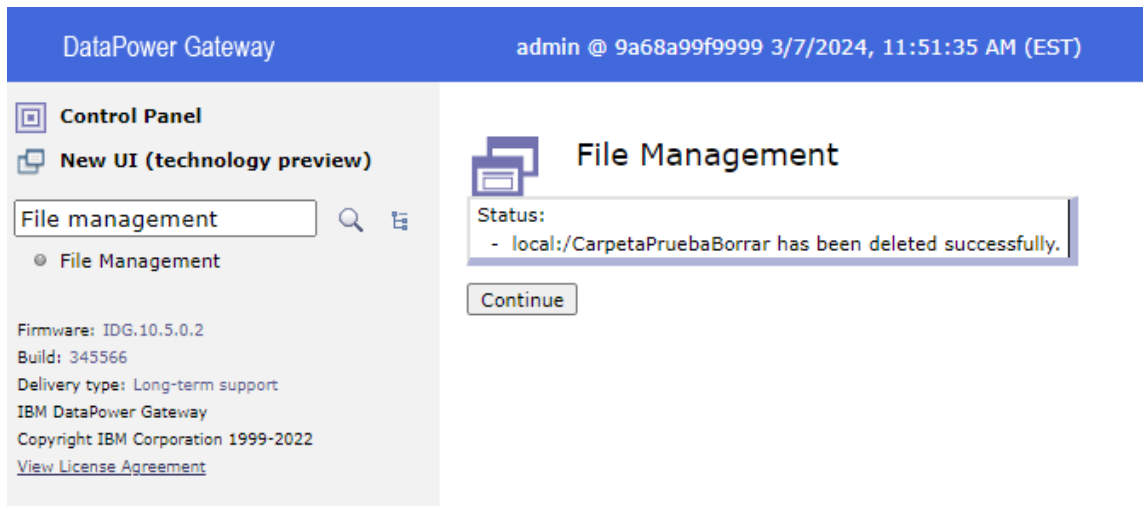 DataPower Gateway
admin @ 9a68a99f9999 3/7/2024, 11:51:35 AM (EST)
Control Panel
New UI (technology preview)
File management
File Management
Firmware: IDG.10.5.0.2
Build: 345566
Delivery type: Long-term support
IBM DataPower Gateway
Copyright IBM Corporation 1999-2022
View License Agreement
File Management
Status:
- local:/CarpetaPruebaBorrar has been deleted successfully.
Continue